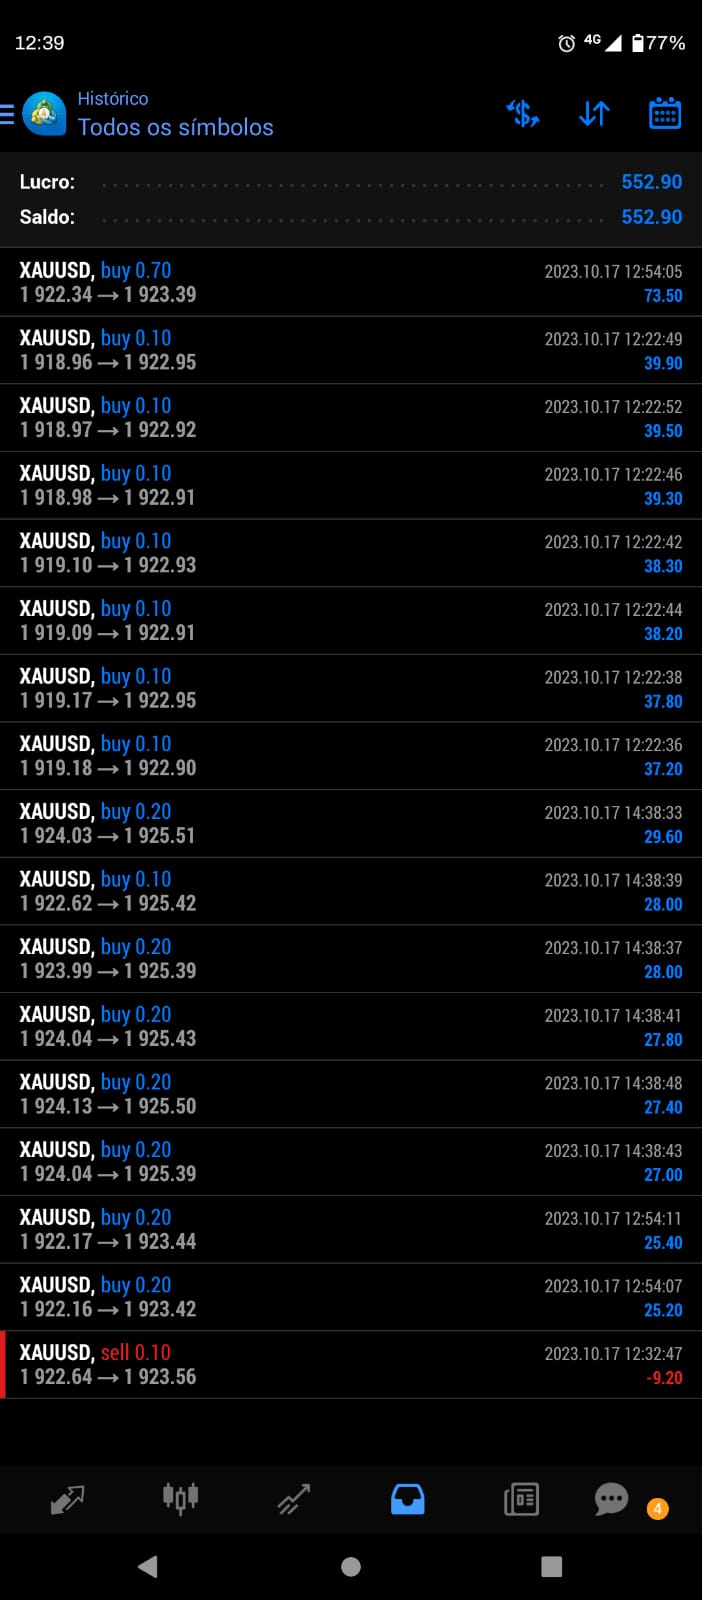 12:39 4G 77%
Histórico
Todos os símbolos
Lucro: 552.90
Saldo: 552.90
XAUUSD, buy 0.70 2023.10.17 12:54:05
1 922.34 → 1 923.39 73.50
XAUUSD, buy 0.10 2023.10.17 12:22:49
1 918.96 → 1 922.95 39.90
XAUUSD, buy 0.10 2023.10.17 12:22:52
1 918.97 → 1 922.92 39.50
XAUUSD, buy 0.10 2023.10.17 12:22:46
1 918.98 → 1 922.91 39.30
XAUUSD, buy 0.10 2023.10.17 12:22:42
1 919.10 → 1 922.93 38.30
XAUUSD, buy 0.10 2023.10.17 12:22:44
1 919.09 → 1 922.91 38.20
XAUUSD, buy 0.10 2023.10.17 12:22:38
1 919.17 → 1 922.95 37.80
XAUUSD, buy 0.10 2023.10.17 12:22:36
1 919.18 → 1 922.90 37.20
XAUUSD, buy 0.20 2023.10.17 14:38:33
1 924.03 → 1 925.51 29.60
XAUUSD, buy 0.10 2023.10.17 14:38:39
1 922.62 → 1 925.42 28.00
XAUUSD, buy 0.20 2023.10.17 14:38:37
1 923.99 → 1 925.39 28.00
XAUUSD, buy 0.20 2023.10.17 14:38:41
1 924.04 → 1 925.43 27.80
XAUUSD, buy 0.20 2023.10.17 14:38:48
1 924.13 → 1 925.50 27.40
XAUUSD, buy 0.20 2023.10.17 14:38:43
1 924.04 → 1 925.39 27.00
XAUUSD, buy 0.20 2023.10.17 12:54:11
1 922.17 → 1 923.44 25.40
XAUUSD, buy 0.20 2023.10.17 12:54:07
1 922.16 → 1 923.42 25.20
XAUUSD, sell 0.10 2023.10.17 12:32:47
1 922.64 → 1 923.56 -9.20
4